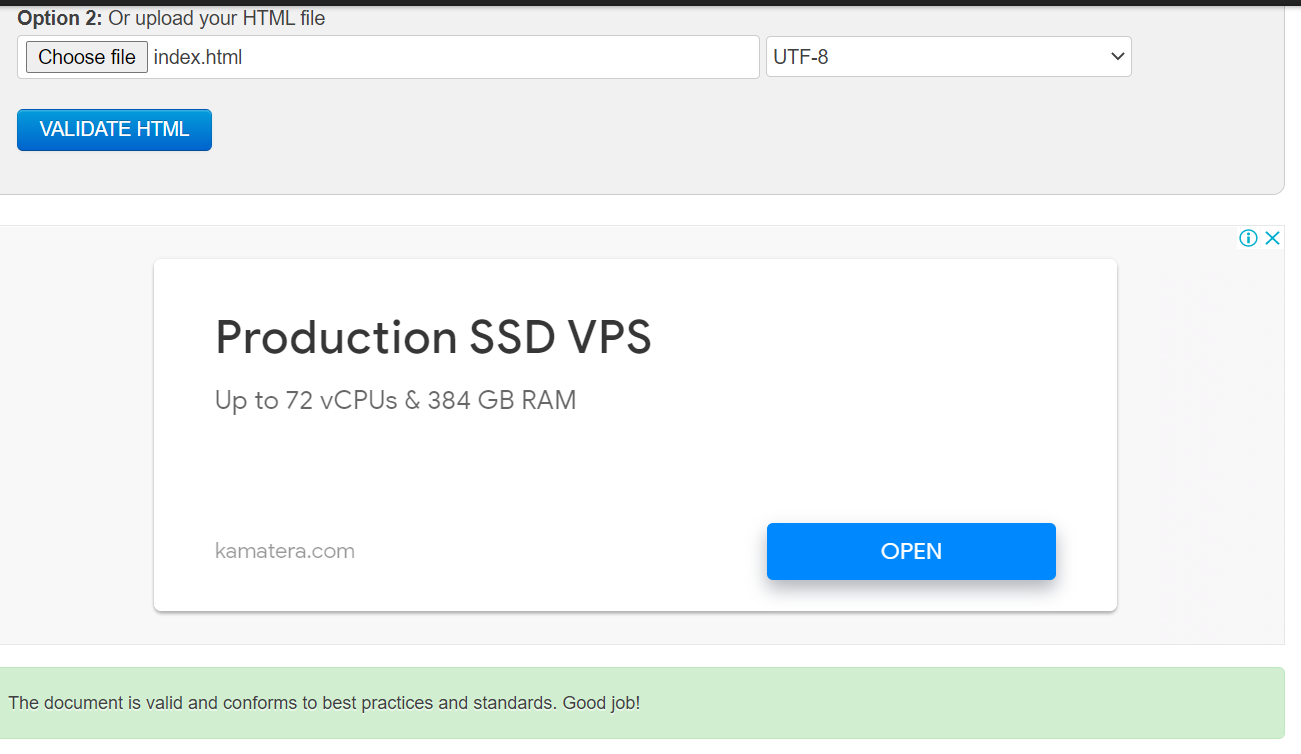 Option 2: Or upload your HTML file
Choose file index.html
UTF-8
VALIDATE HTML
Production SSD VPS
Up to 72 vCPUs & 384 GB RAM
kamatera.com
OPEN
The document is valid and conforms to best practices and standards. Good job!